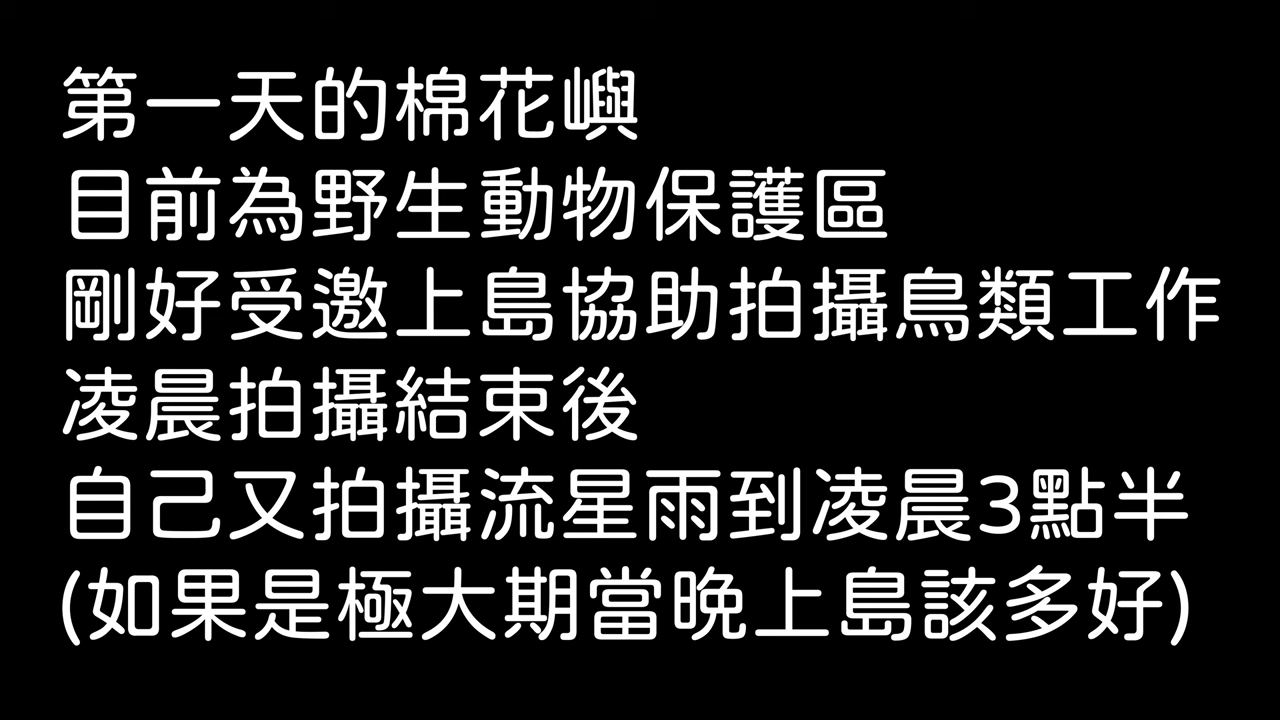 第一天的棉花嶼
目前為野生動物保護區
剛好受邀上島協助拍攝鳥類工作
凌晨拍攝結束後
自己又拍攝流星雨到凌晨3點半
(如果是極大期當晚上島該多好)